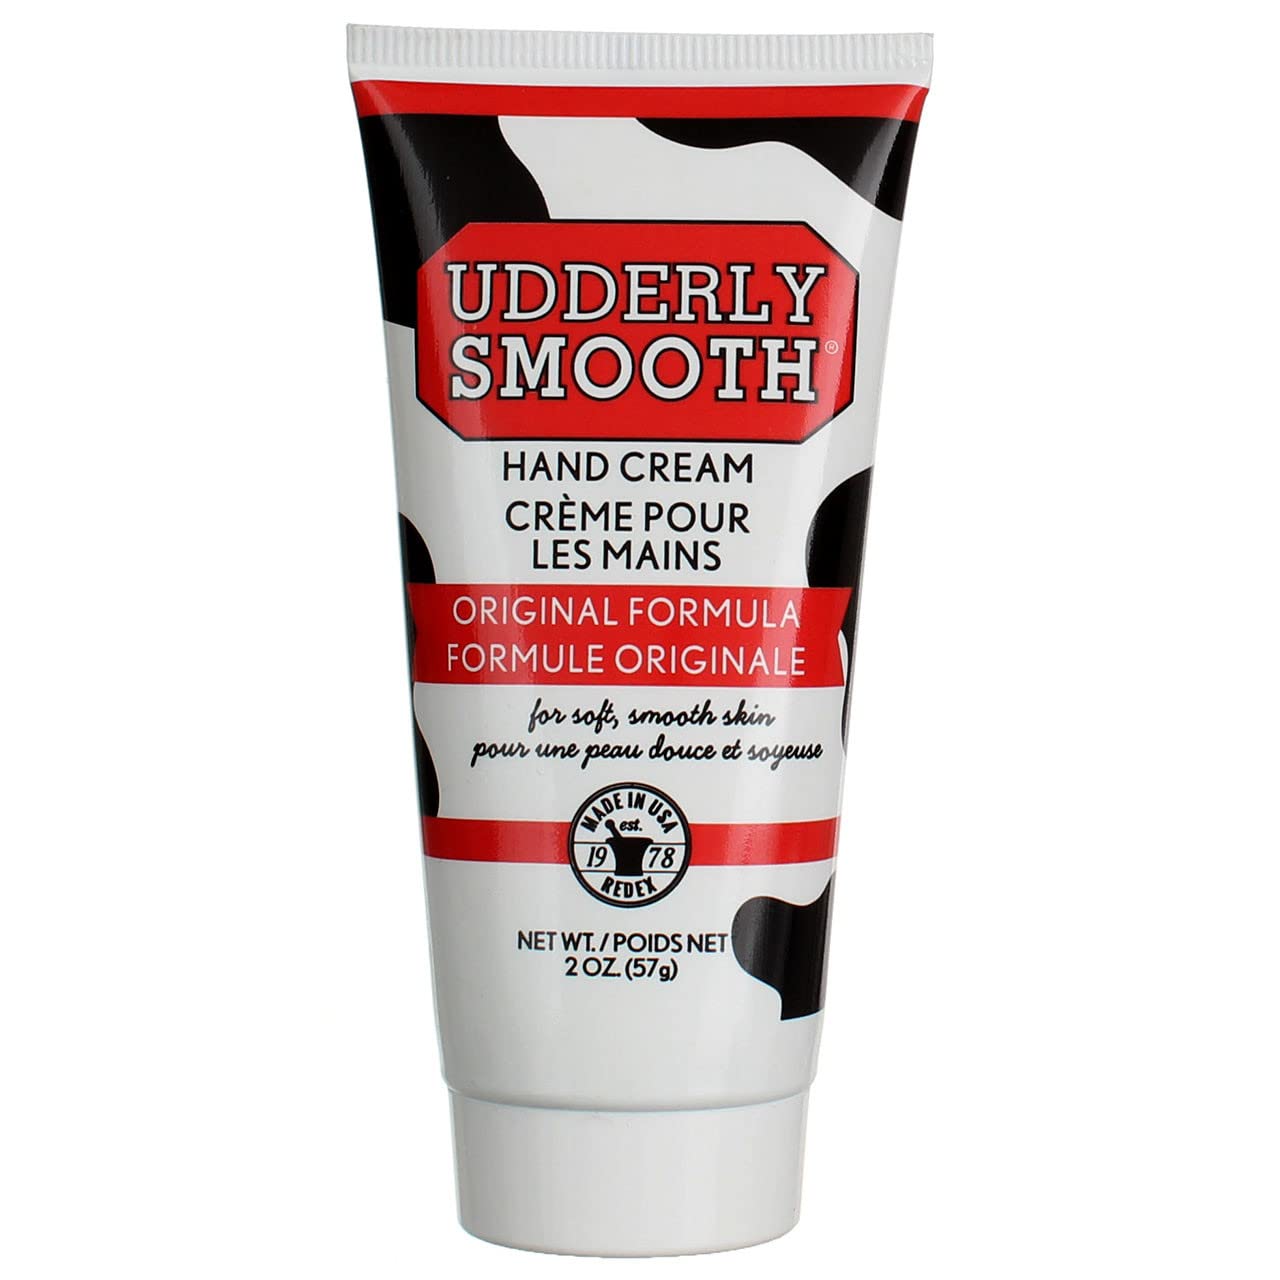 UDDERLY
SMOOTH®
HAND CREAM
CRÈME POUR
LES MAINS
ORIGINAL FORMULA
FORMULE ORIGINALE
for soft, smooth skin
pour une peau douce et soyeuse
MADE IN USA
est.
19 78
REDEX
NET WT./POIDS NET
2 OZ. (57g)